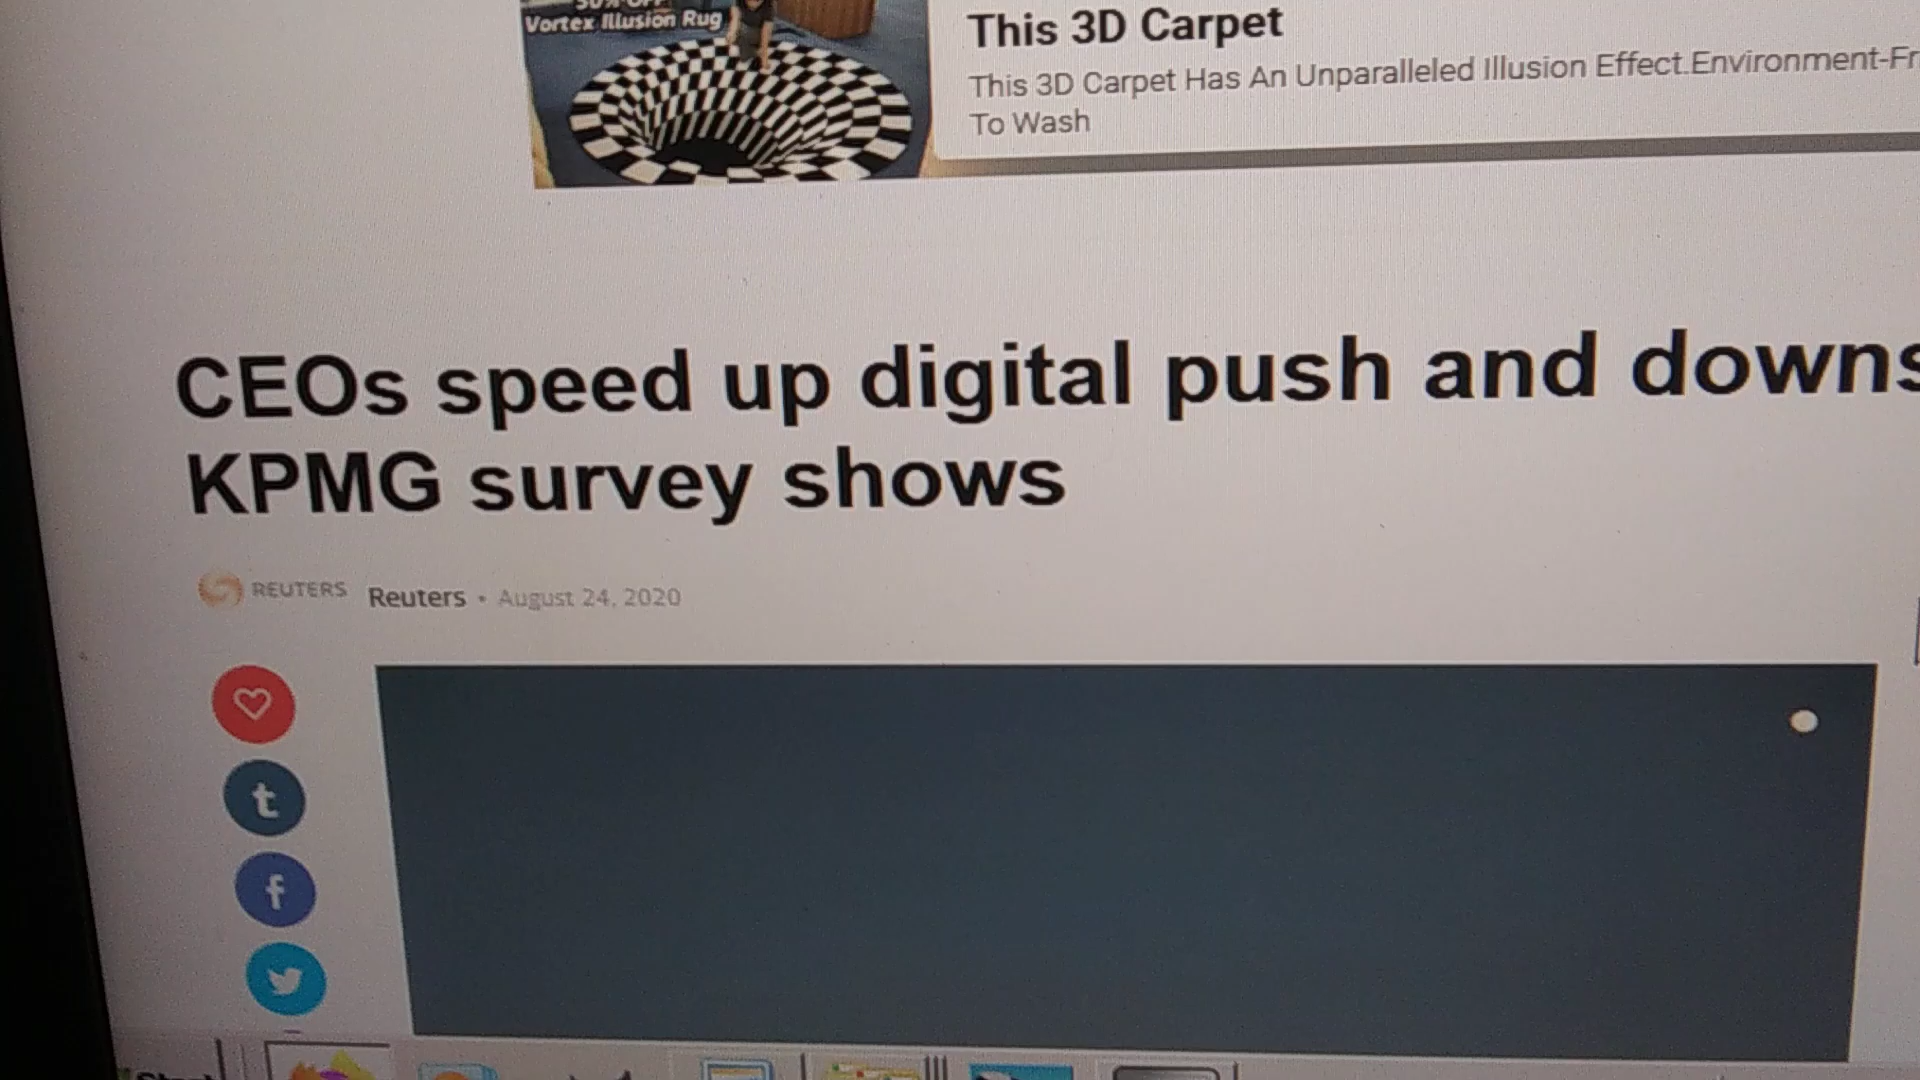 Vortex Illusion Rug
This 3D Carpet
This 3D Carpet Has An Unparalleled Illusion Effect.Environment-Fr
To Wash
CEOs speed up digital push and downs
KPMG survey shows
REUTERS Reuters • August 24, 2020
t
f